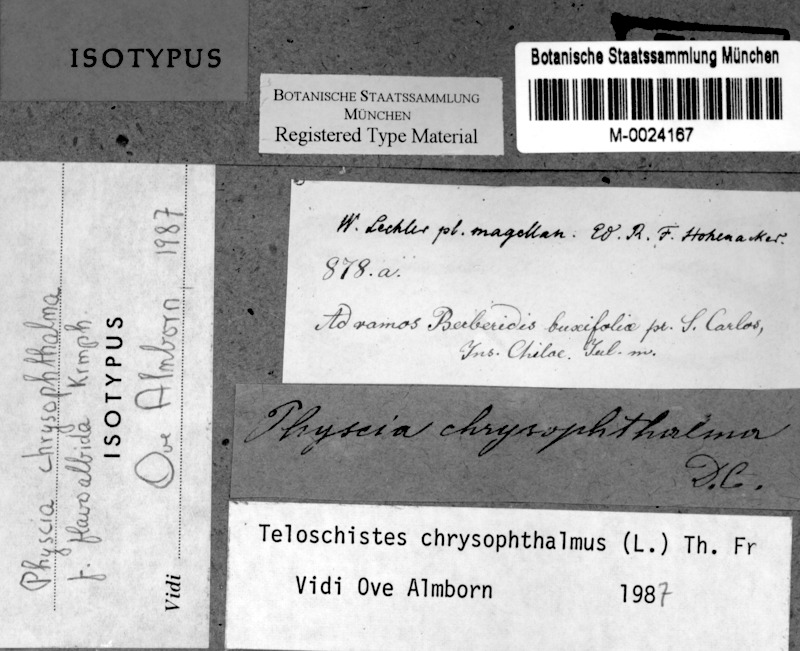 ISOTYPUS
BOTANISCHE STAATSSAMMLUNG
MÜNCHEN
Registered Type Material
Botanische Staatssammlung München
M-0024167
W. Lechler pl. magellan. Ed. R. F. Hohenacker.
878.a.
Ad ramos Berberidis buxifoliæ pr. S. Carlos,
Ins. Chiloe. Jul. m.
Physcia chrysophthalma
D.C.
Teloschistes chrysophthalmus (L.) Th. Fr
Vidi Ove Almborn 1987
Physcia chrysophthalma
f. flavoalbida Krmph.
ISOTYPUS
Vidi Ove Almborn, 1987